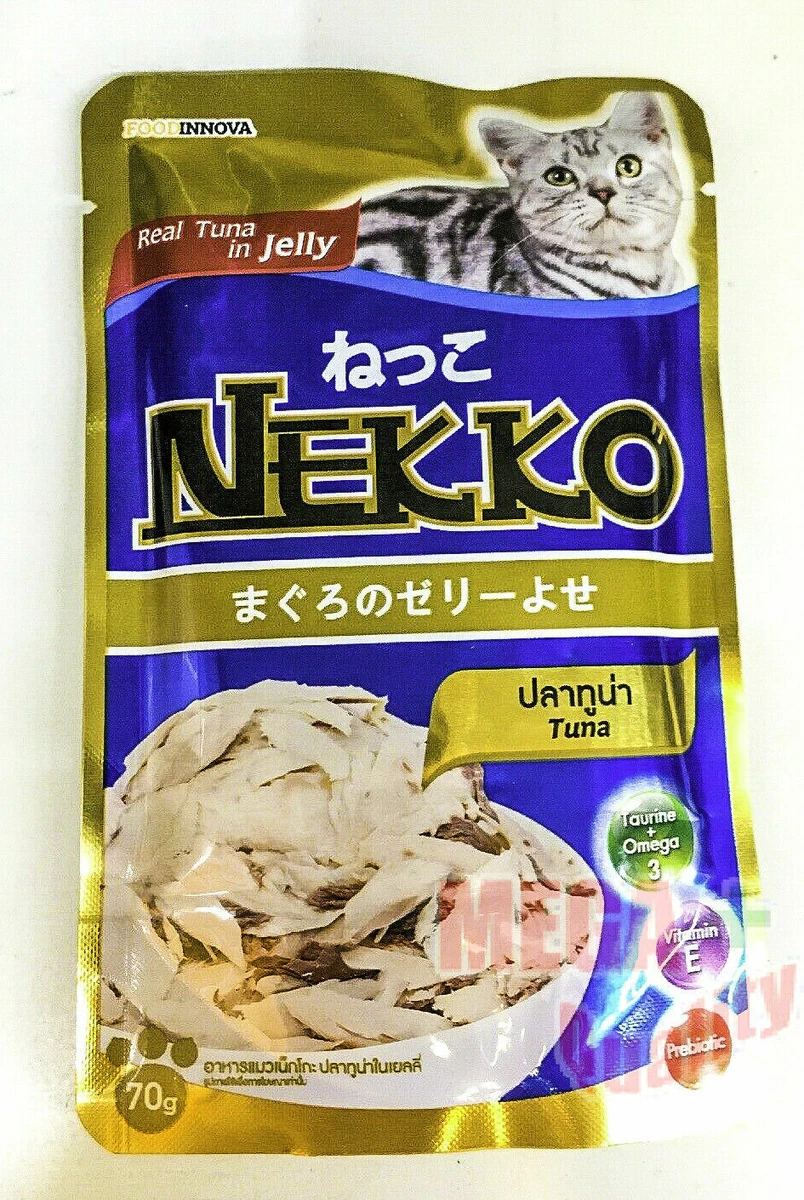 FOODINNOVA
Real Tuna
in Jelly
ねっこ
NEKKO
まぐろのゼリーよせ
ปลาทูน่า
Tuna
Taurine
+
Omega
3
Vitamin
E
MEGA
Quality
Prebiotic
อาหารแมวเน็กโกะ ปลาทูน่าในเยลลี่
70g